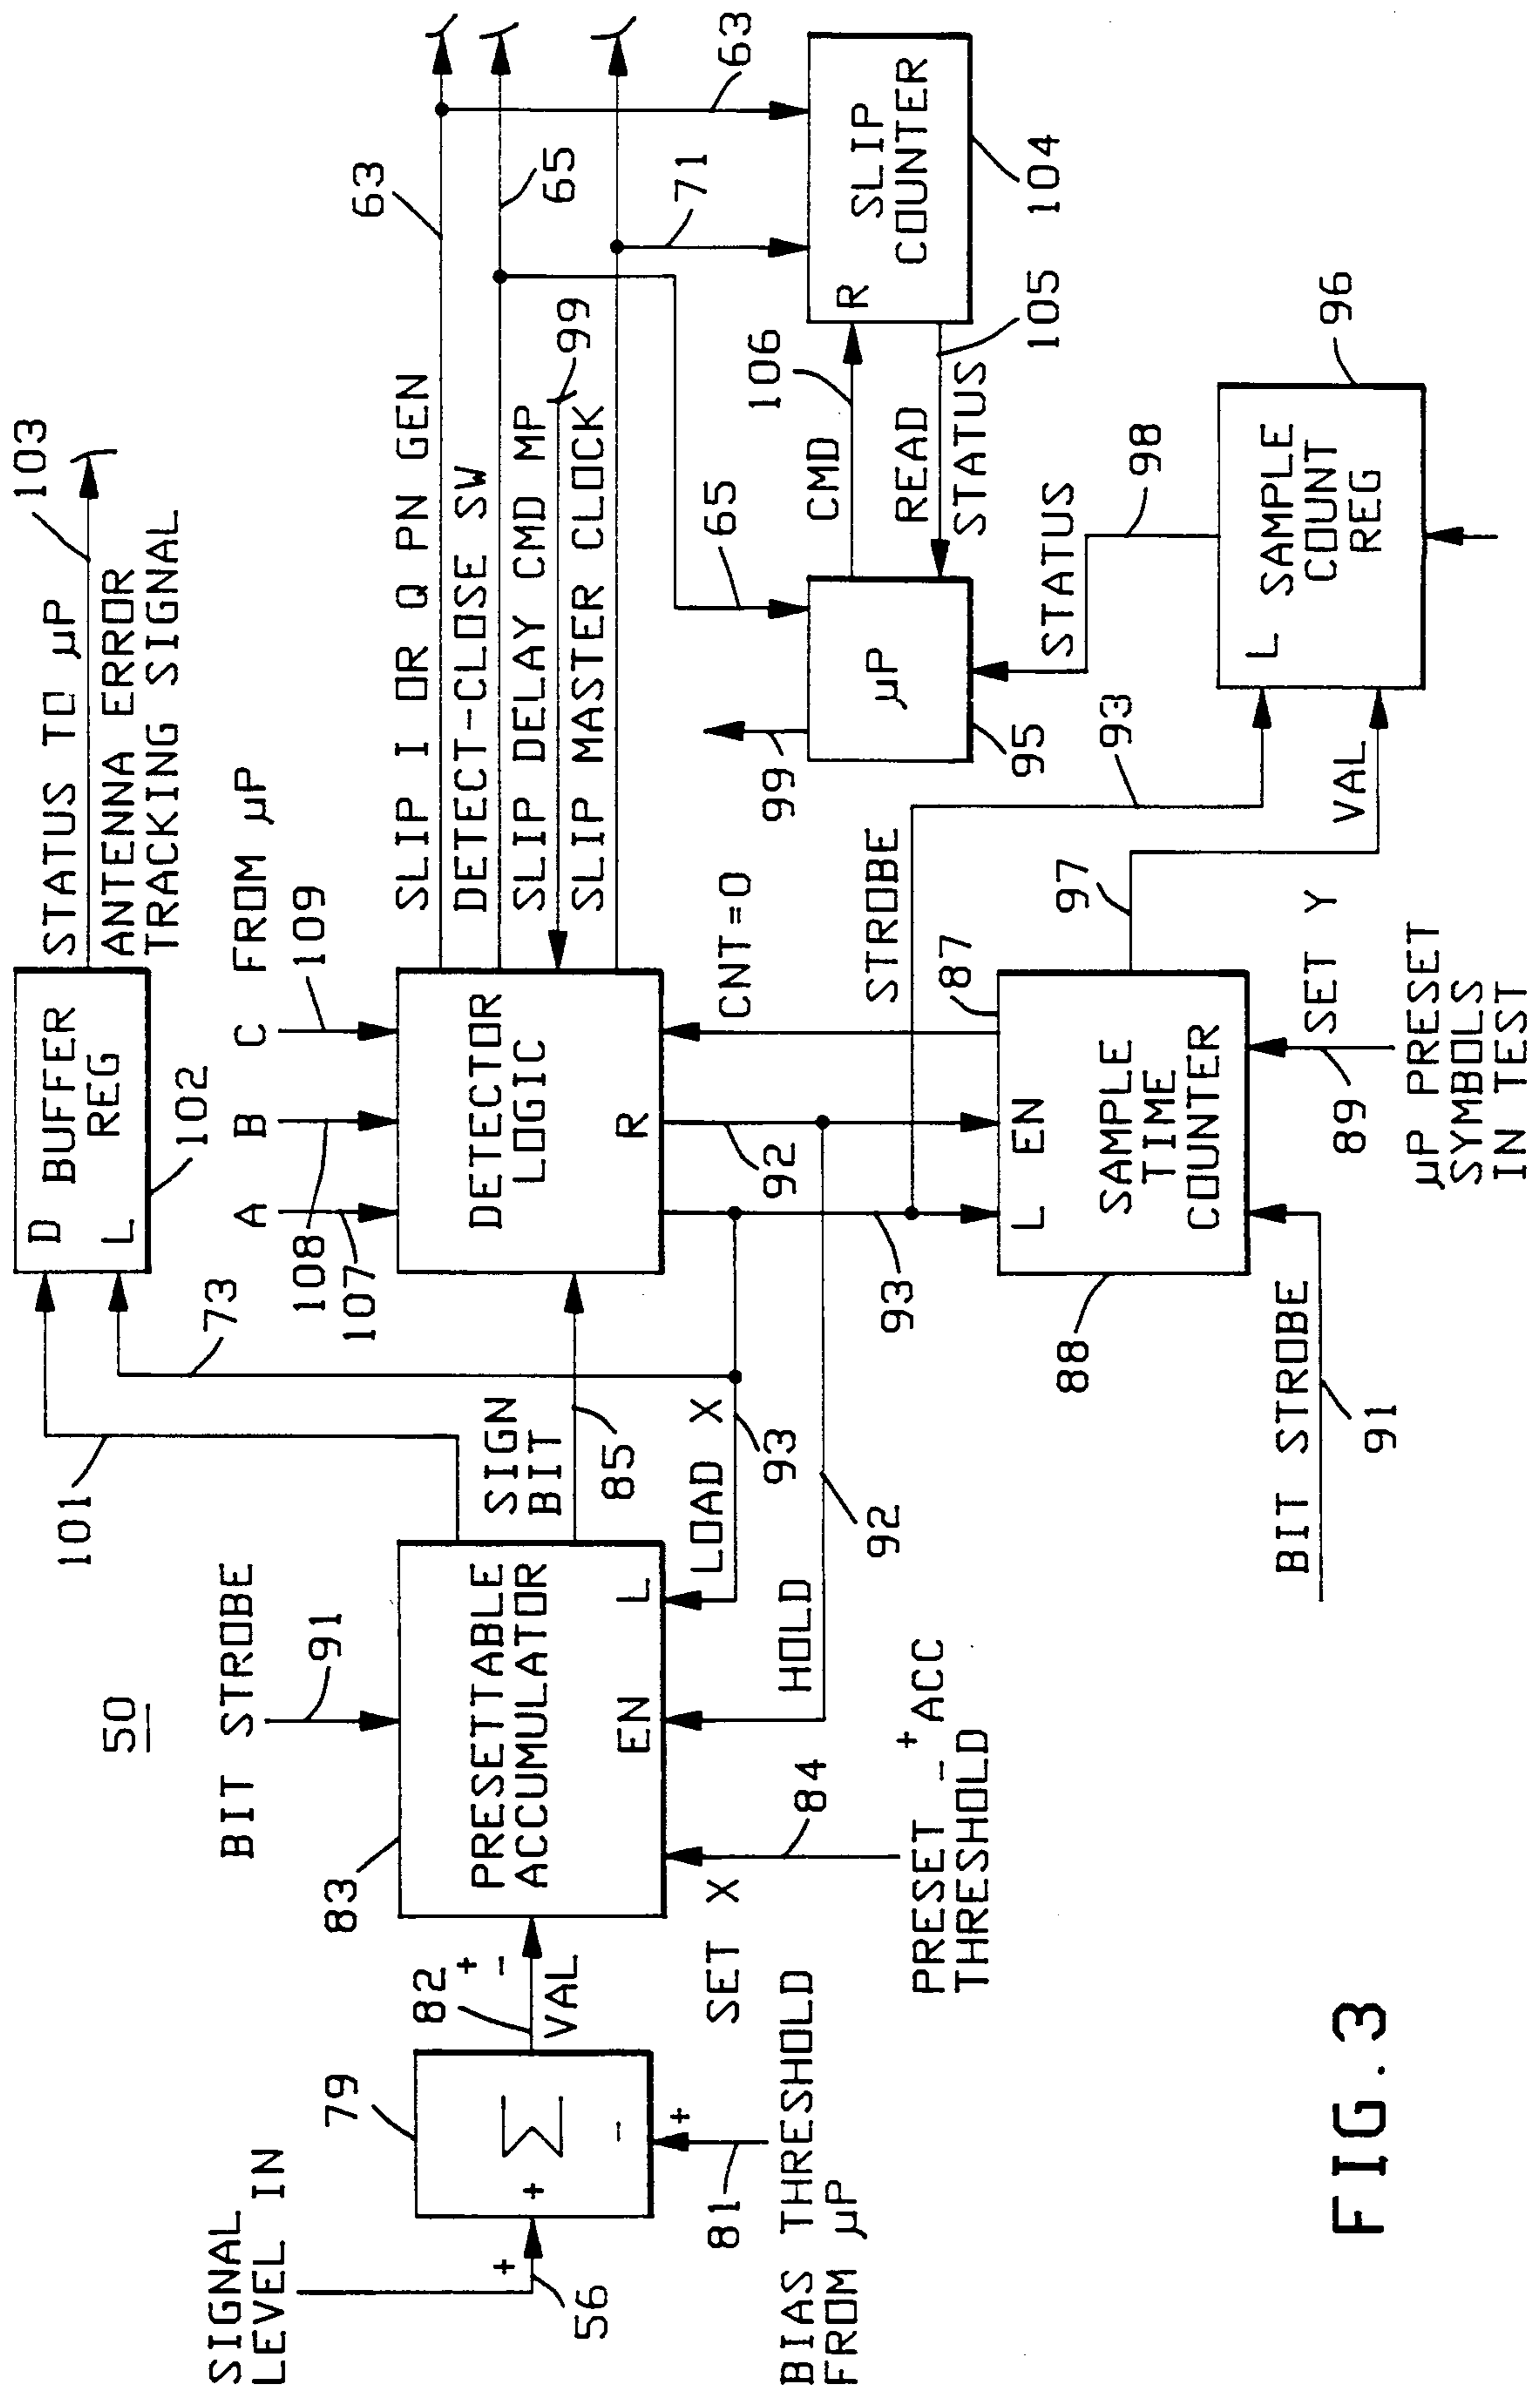 50
SIGNAL
LEVEL IN
+
56
79
+
Σ
-
+
81
BIAS THRESHOLD
FROM μP
82
+
-
VAL
BIT STROBE
91
83
PRESETTABLE
ACCUMULATOR
EN
L
SET X
84
PRESET ± ACC
THRESHOLD
HOLD
92
LOAD X
93
SIGN
BIT
85
101
73
D
L
BUFFER
REG
102
STATUS TO μP
103
ANTENNA ERROR
TRACKING SIGNAL
A
B
C
FROM μP
107
108
109
DETECTOR
LOGIC
R
92
93
SLIP I OR Q PN GEN
63
DETECT-CLOSE SW
65
SLIP DELAY CMD MP
99
SLIP MASTER CLOCK
71
63
CNT=0
87
STROBE
L
EN
SAMPLE
TIME
COUNTER
88
BIT STROBE
91
89
SET Y
μP PRESET
SYMBOLS
IN TEST
97
VAL
93
99
μP
95
65
CMD
106
READ
STATUS
105
R
SLIP
COUNTER
104
STATUS
98
L
SAMPLE
COUNT
REG
96
FIG. 3